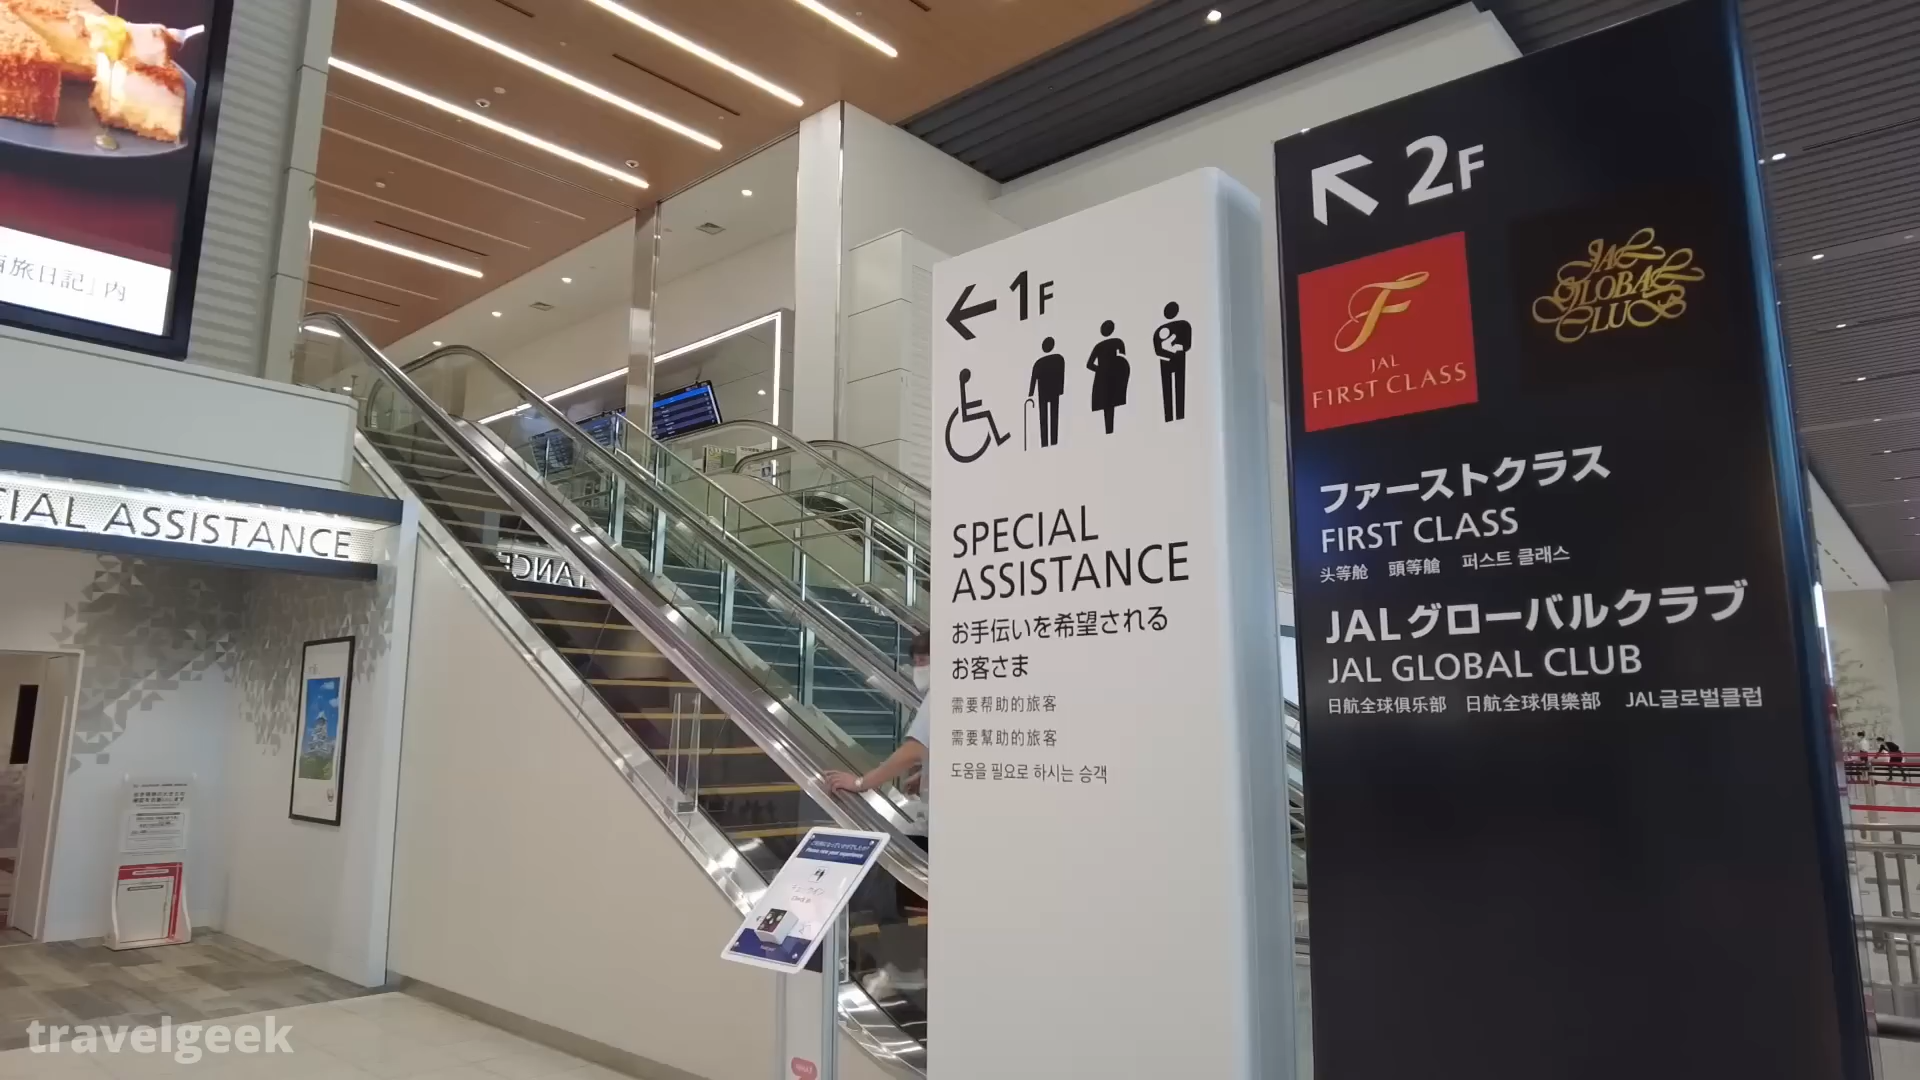 旅日記」内
CIAL ASSISTANCE
1F
SPECIAL
ASSISTANCE
お手伝いを希望される
お客さま
需要帮助的旅客
需要幫助的旅客
도움을 필요로 하시는 승객
2F
JAL
FIRST CLASS
JAL
GLOBAL
CLUB
ファーストクラス
FIRST CLASS
头等舱 頭等艙 퍼스트 클래스
JALグローバルクラブ
JAL GLOBAL CLUB
日航全球俱乐部 日航全球俱樂部 JAL글로벌클럽
travelgeek